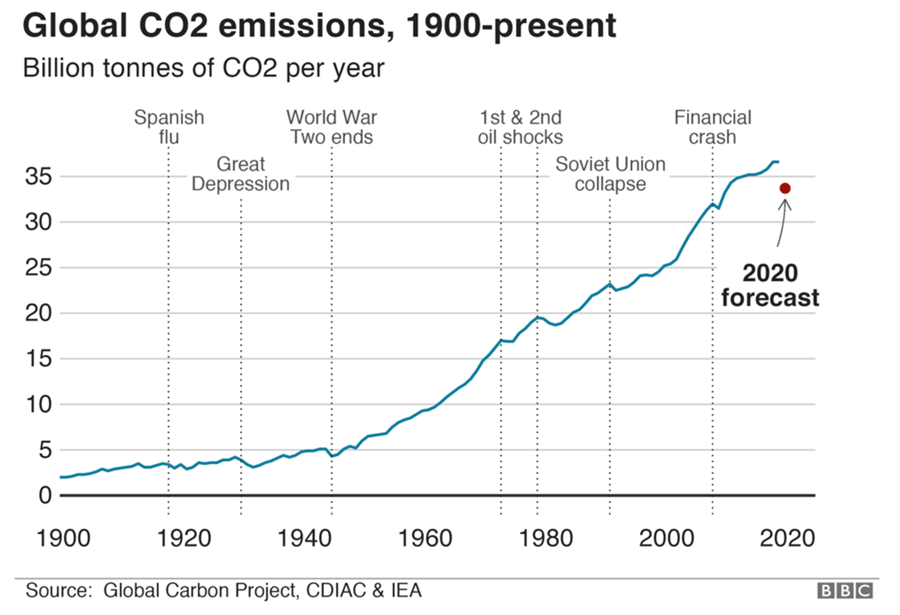 Global CO2 emissions, 1900-present
Billion tonnes of CO2 per year
Spanish
flu
Great
Depression
World War
Two ends
1st & 2nd
oil shocks
Soviet Union
collapse
Financial
crash
35
30
25
20
15
10
5
0
2020
forecast
1900 1920 1940 1960 1980 2000 2020
Source: Global Carbon Project, CDIAC & IEA
BBC